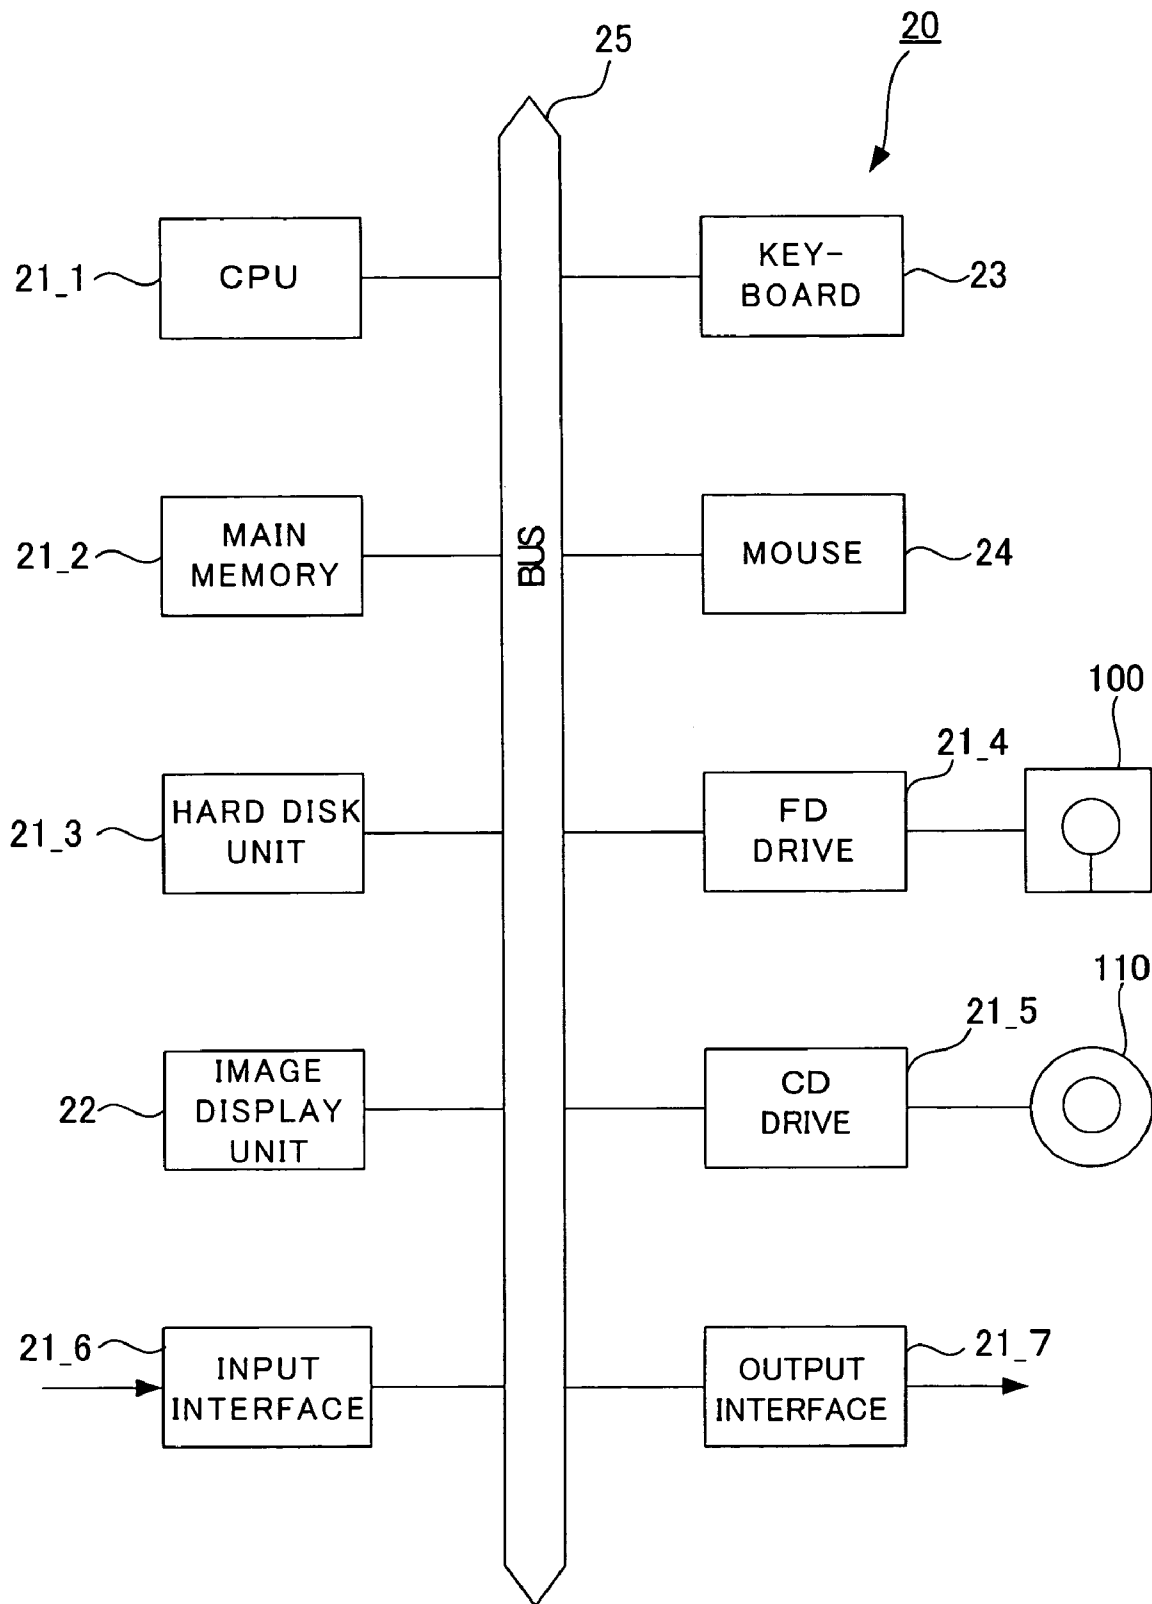 25
20
21_1
CPU
KEY-
BOARD
23
21_2
MAIN
MEMORY
BUS
MOUSE
24
100
21_3
HARD DISK
UNIT
21_4
FD
DRIVE
110
22
IMAGE
DISPLAY
UNIT
21_5
CD
DRIVE
21_6
INPUT
INTERFACE
OUTPUT
INTERFACE
21_7